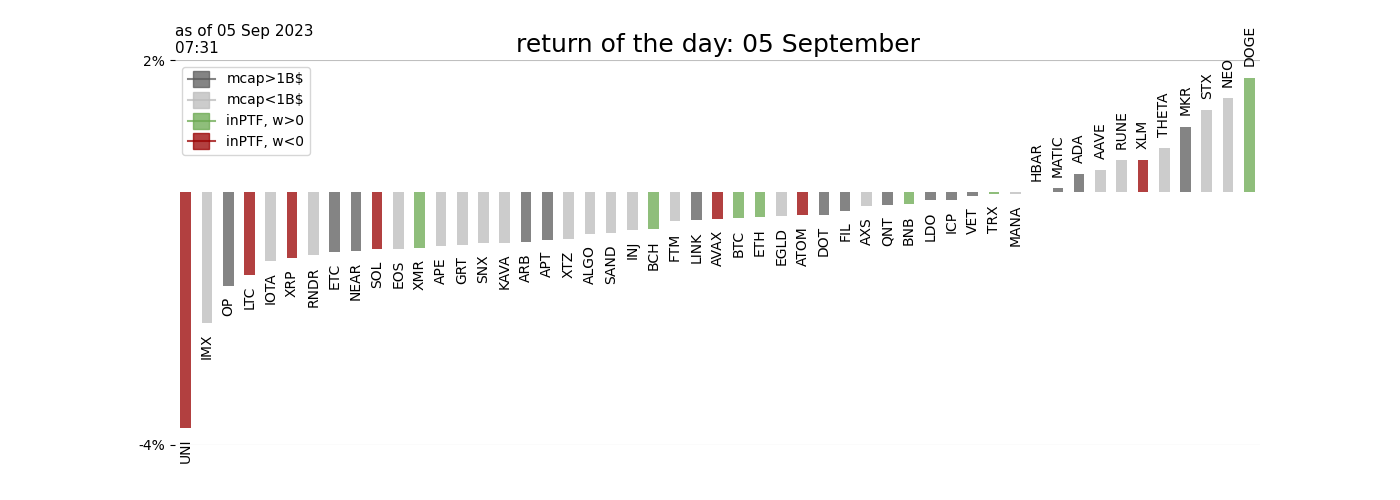 as of 05 Sep 2023
07:31
return of the day: 05 September
2%
-4%
mcap>1B$
mcap<1B$
inPTF, w>0
inPTF, w<0
UNI
IMX
OP
LTC
IOTA
XRP
RNDR
ETC
NEAR
SOL
EOS
XMR
APE
GRT
SNX
KAVA
ARB
APT
XTZ
ALGO
SAND
INJ
BCH
FTM
LINK
AVAX
BTC
ETH
EGLD
ATOM
DOT
FIL
AXS
QNT
BNB
LDO
ICP
VET
TRX
MANA
HBAR
MATIC
ADA
AAVE
RUNE
XLM
THETA
MKR
STX
NEO
DOGE